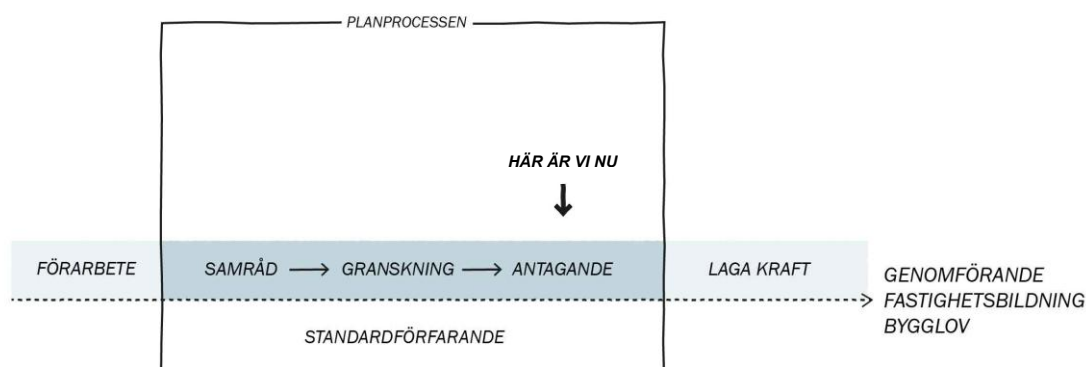 PLANPROCESSEN
HÄR ÄR VI NU
FÖRARBETE
SAMRÅD
GRANSKNING
ANTAGANDE
LAGA KRAFT
GENOMFÖRANDE
FASTIGHETSBILDNING
BYGGLOV
STANDARDFÖRFARANDE